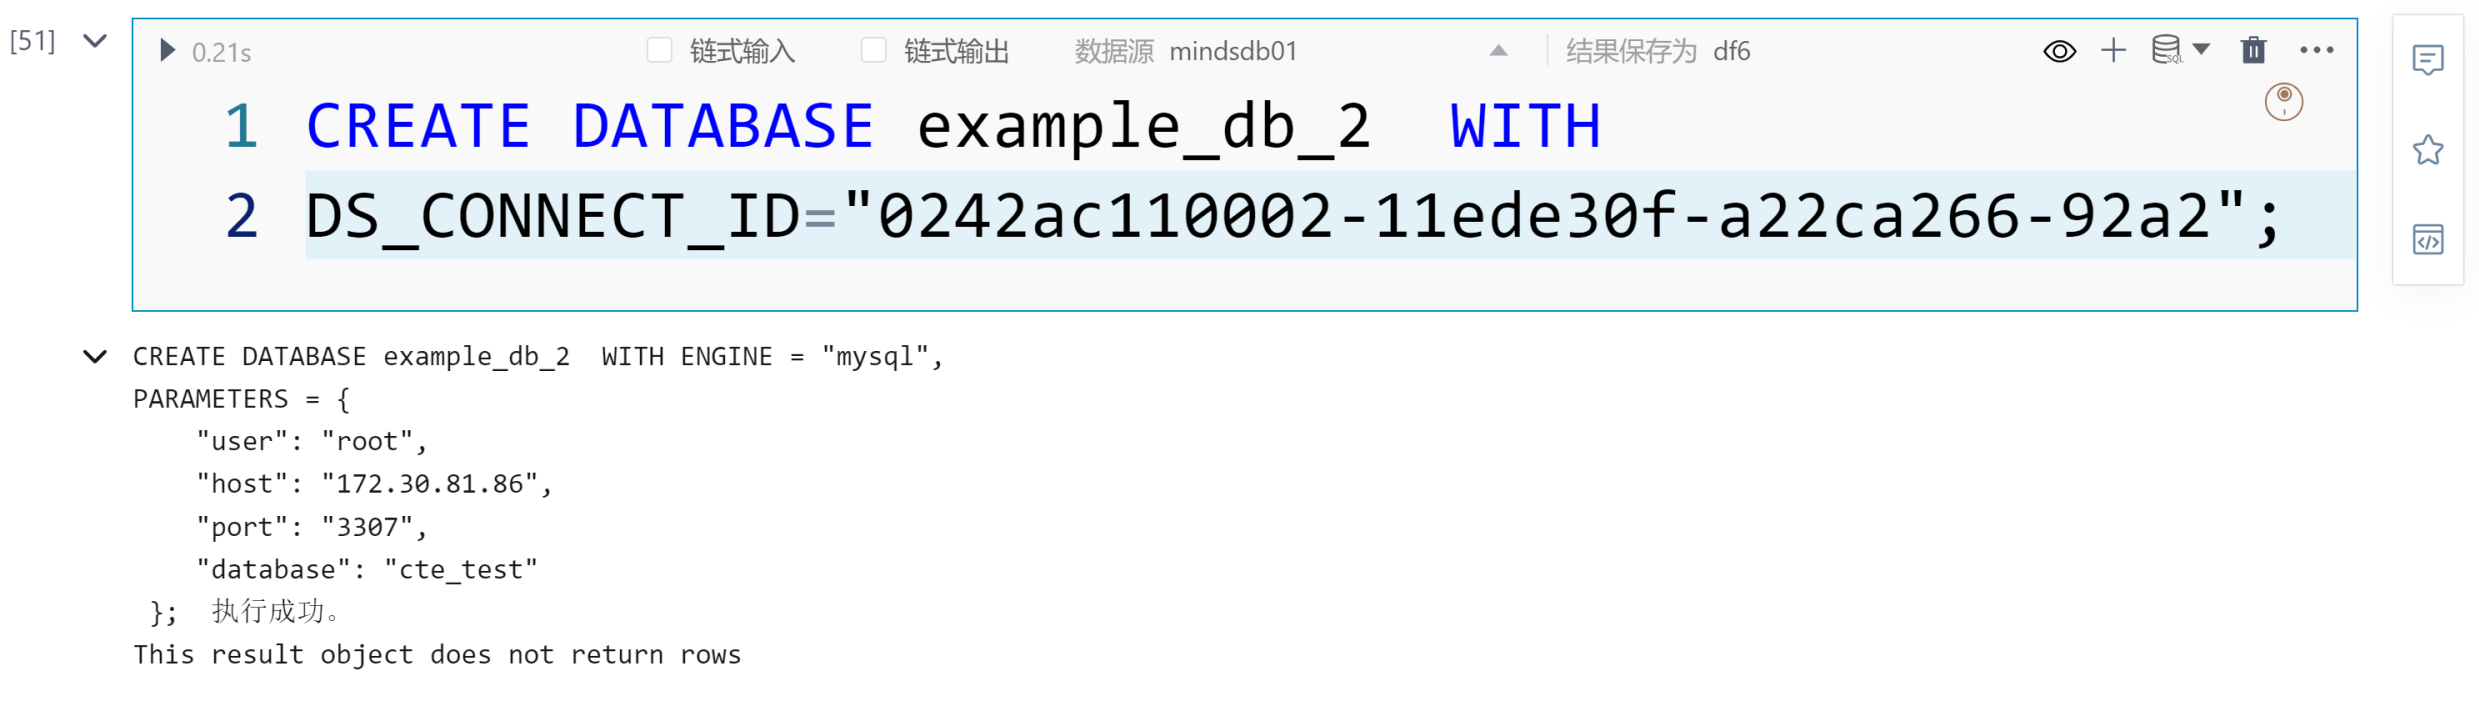 [51]
0.21s 链式输入 链式输出 数据源 mindsdb01 结果保存为 df6
SQL
1 CREATE DATABASE example_db_2  WITH
2 DS_CONNECT_ID="0242ac110002-11ede30f-a22ca266-92a2";
CREATE DATABASE example_db_2  WITH ENGINE = "mysql",
PARAMETERS = {
    "user": "root",
    "host": "172.30.81.86",
    "port": "3307",
    "database": "cte_test"
 };  执行成功。
This result object does not return rows